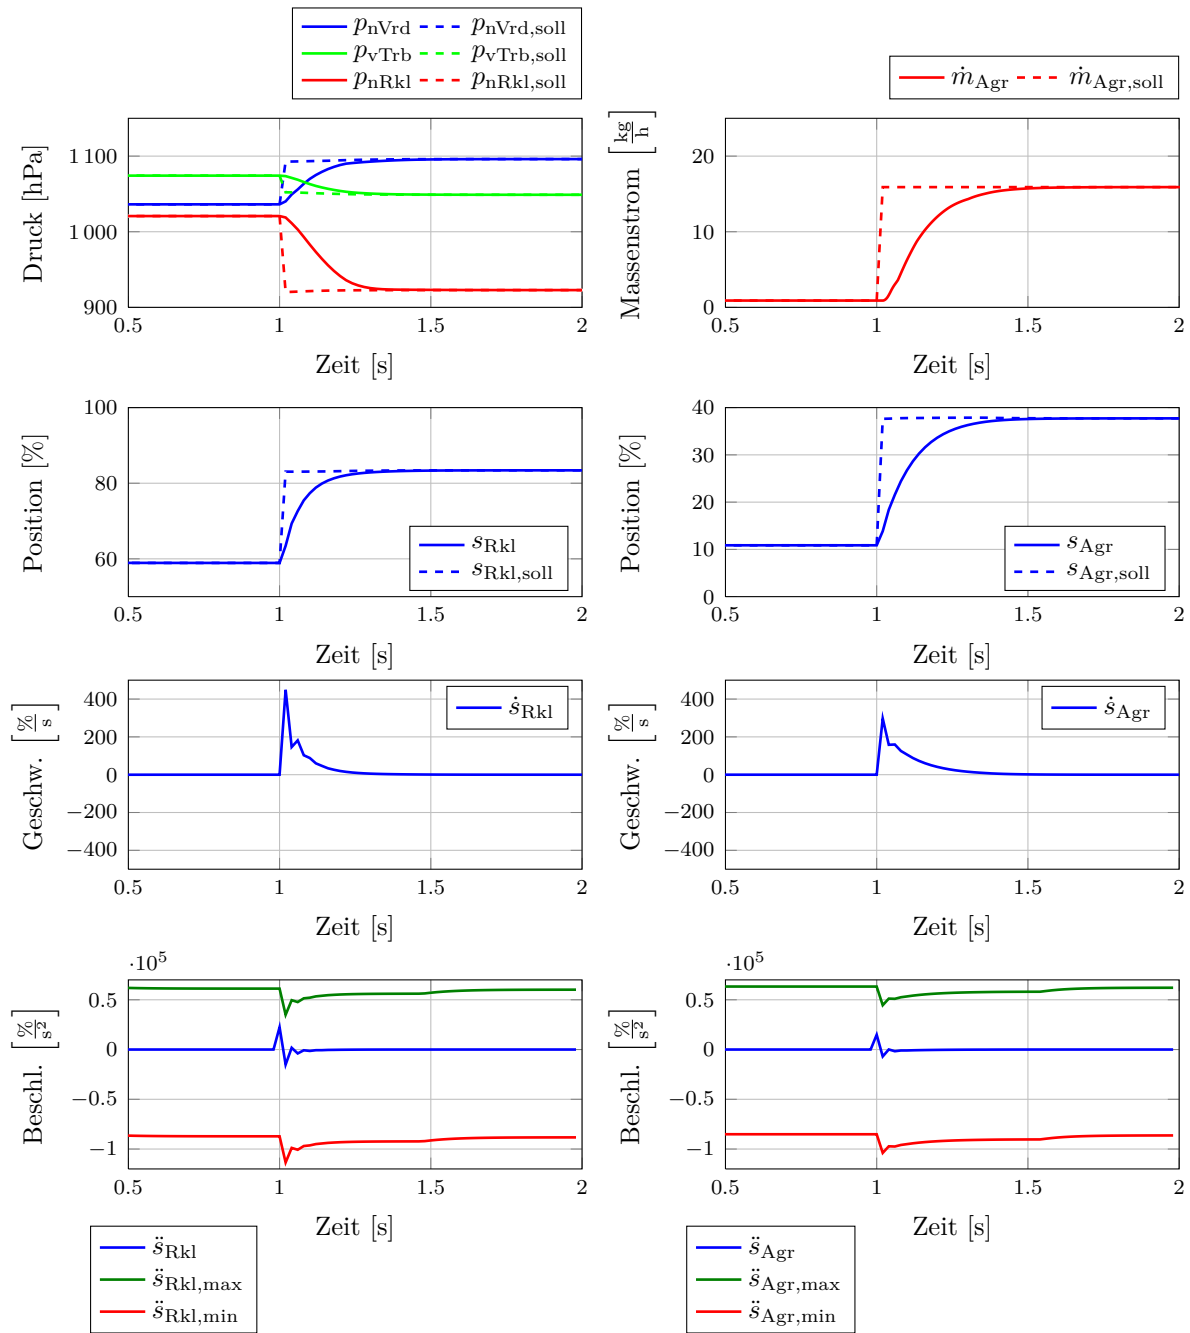 p_nVrd p_nVrd,soll
p_vTrb p_vTrb,soll
p_nRkl p_nRkl,soll
ṁ_Agr ṁ_Agr,soll
Druck [hPa]
1 100
1 000
900
0.5 1 1.5 2
Zeit [s]
Massenstrom [kg/h]
20
10
0
0.5 1 1.5 2
Zeit [s]
Position [%]
100
80
60
s_Rkl
s_Rkl,soll
0.5 1 1.5 2
Zeit [s]
Position [%]
40
30
20
10
0
s_Agr
s_Agr,soll
0.5 1 1.5 2
Zeit [s]
Geschw. [%/s]
400
200
0
−200
−400
ṡ_Rkl
0.5 1 1.5 2
Zeit [s]
Geschw. [%/s]
400
200
0
−200
−400
ṡ_Agr
0.5 1 1.5 2
Zeit [s]
·10⁵
Beschl. [%/s²]
0.5
0
−0.5
−1
0.5 1 1.5 2
Zeit [s]
s̈_Rkl
s̈_Rkl,max
s̈_Rkl,min
·10⁵
Beschl. [%/s²]
0.5
0
−0.5
−1
0.5 1 1.5 2
Zeit [s]
s̈_Agr
s̈_Agr,max
s̈_Agr,min